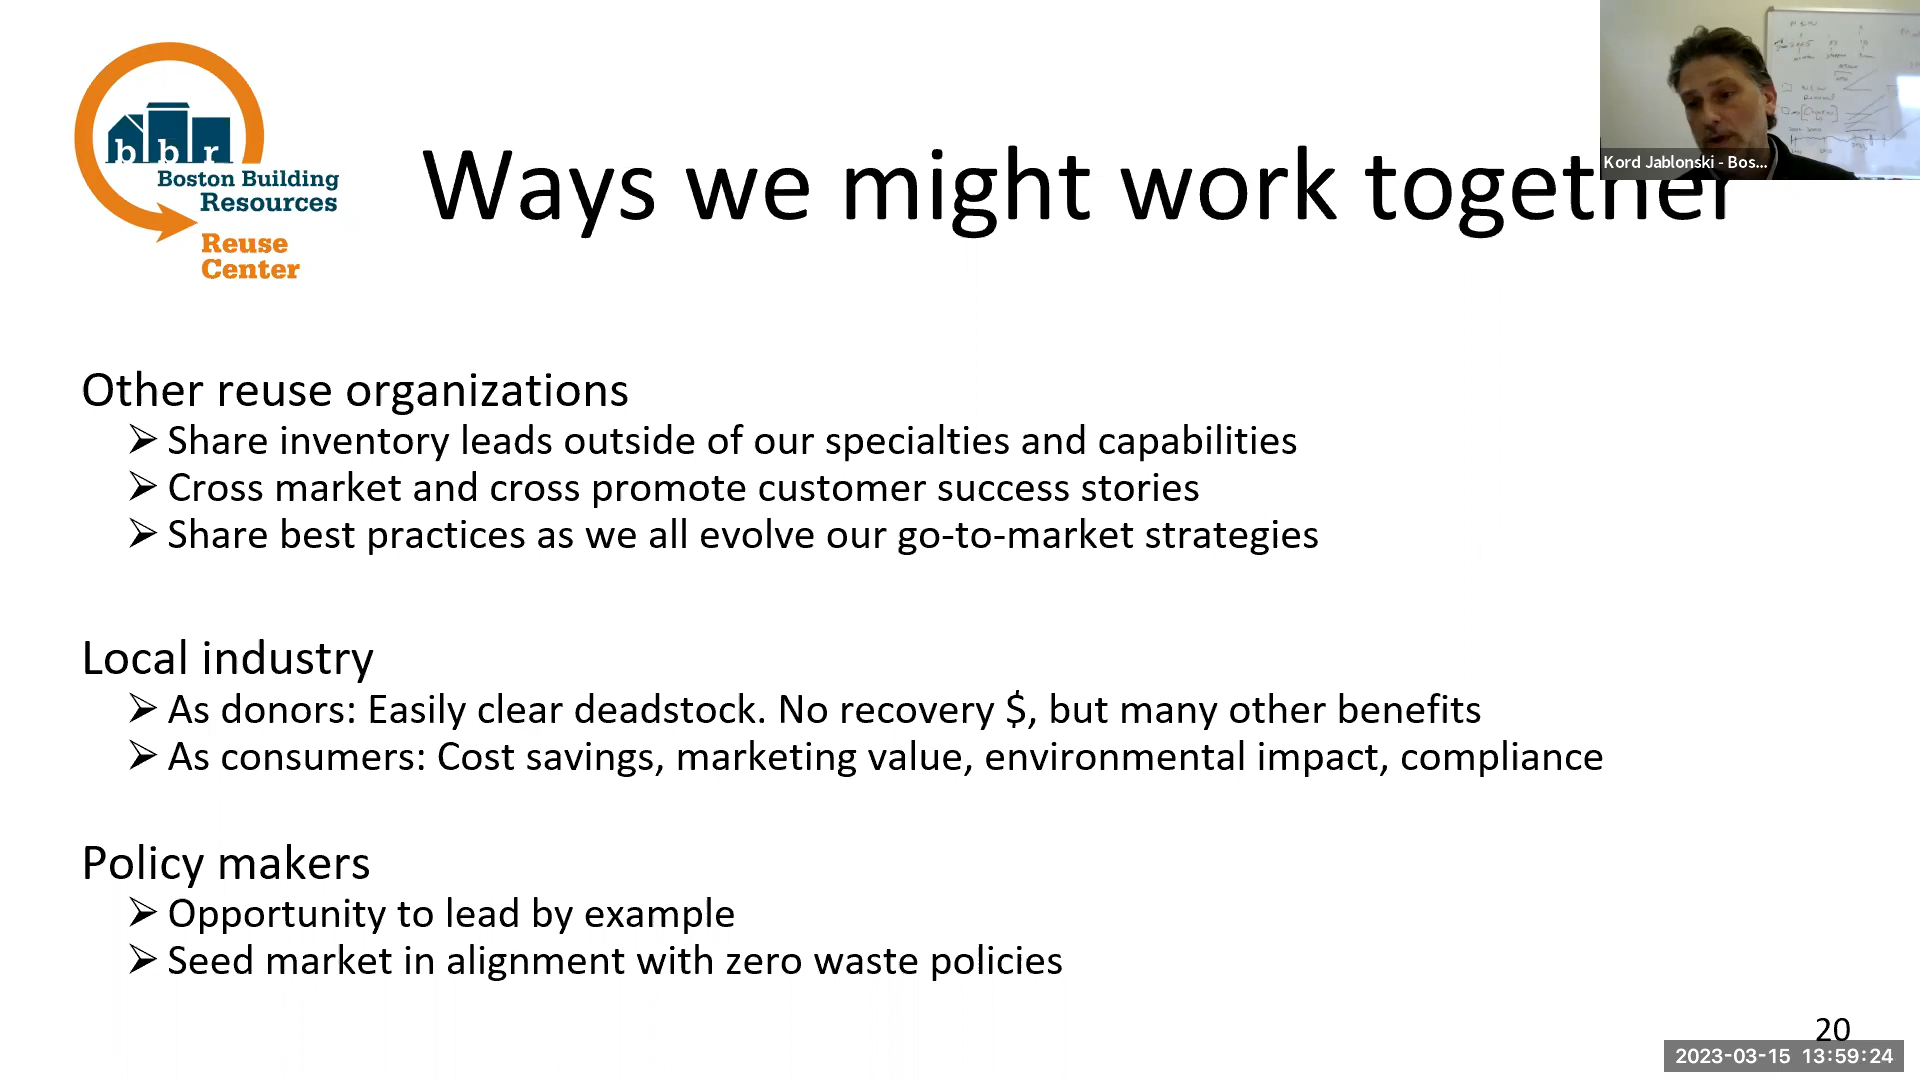 b b r
Boston Building
Resources
Reuse
Center
Ways we might work together
Kord Jablonski - Bos...
Other reuse organizations
Share inventory leads outside of our specialties and capabilities
Cross market and cross promote customer success stories
Share best practices as we all evolve our go-to-market strategies
Local industry
As donors: Easily clear deadstock. No recovery $, but many other benefits
As consumers: Cost savings, marketing value, environmental impact, compliance
Policy makers
Opportunity to lead by example
Seed market in alignment with zero waste policies
20
2023-03-15 13:59:24